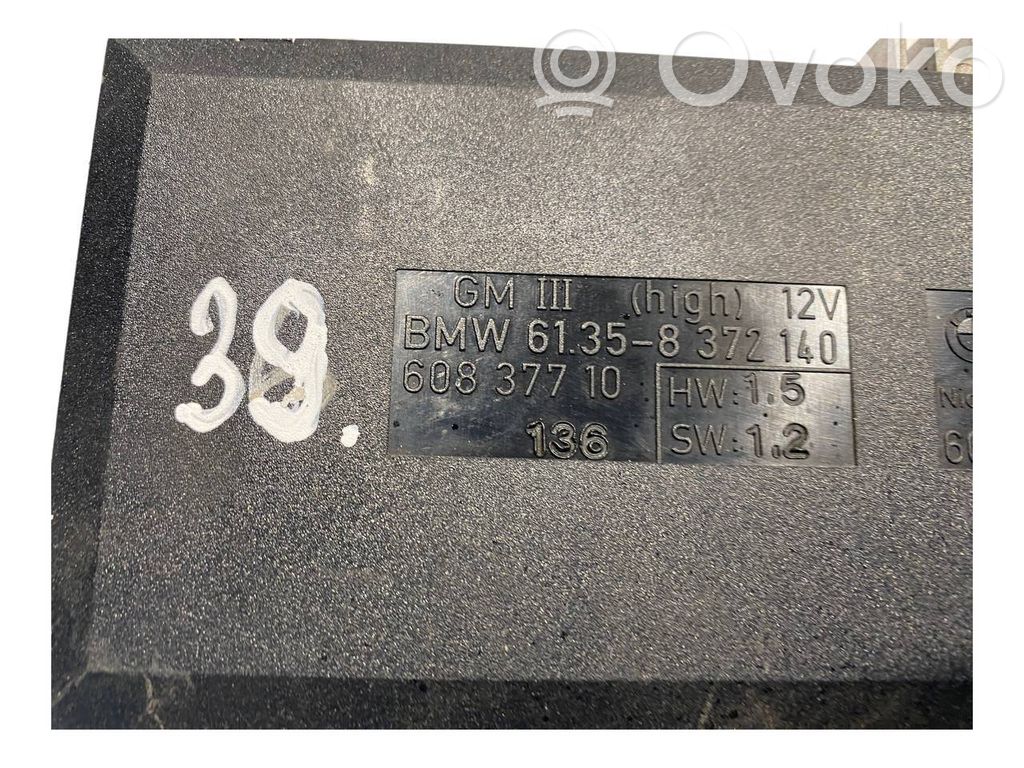 Ovoko
GM III (high) 12V
BMW 61.35-8 372 140
608 377 10 HW: 1.5
136 SW: 1.2
39.